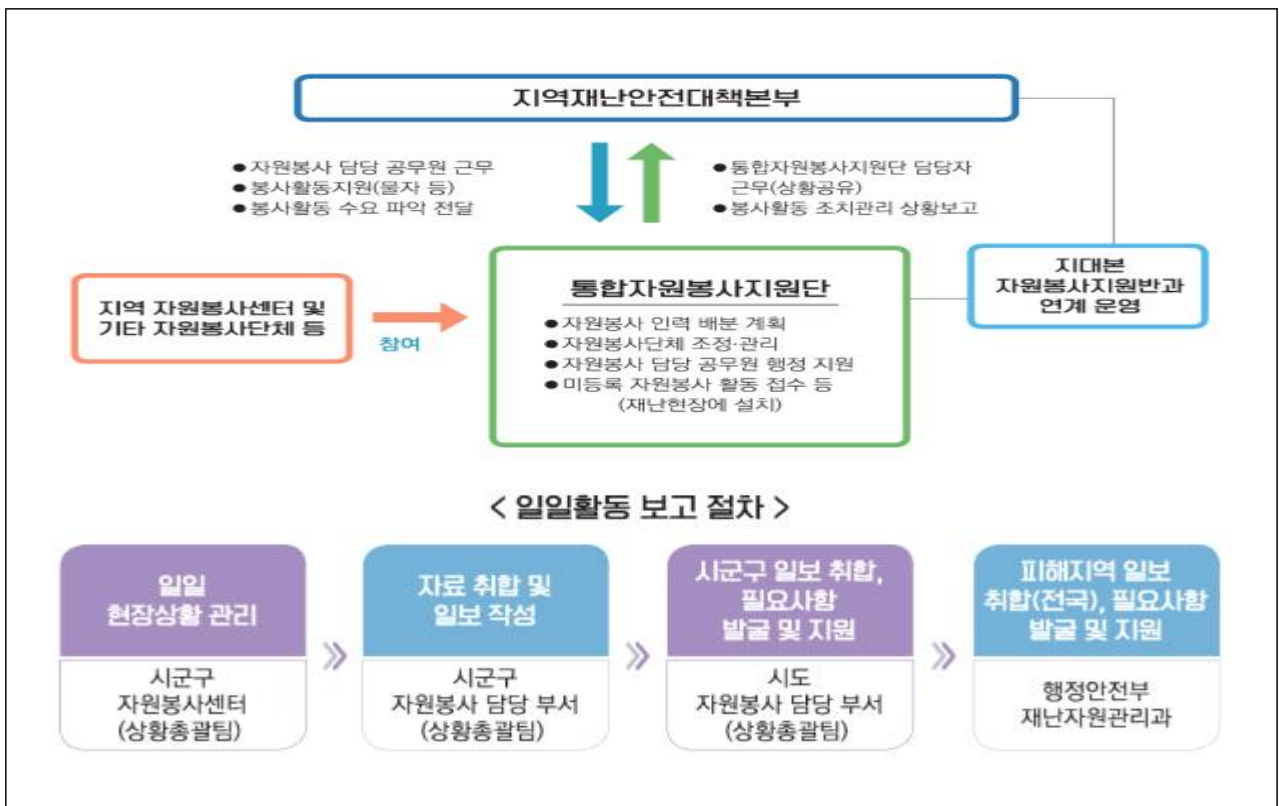 지역재난안전대책본부
● 자원봉사 담당 공무원 근무
● 봉사활동지원(물자 등)
● 봉사활동 수요 파악 전달
● 통합자원봉사지원단 담당자
근무(상황공유)
● 봉사활동 조치관리 상황보고
지역 자원봉사센터 및
기타 자원봉사단체 등
참여
통합자원봉사지원단
● 자원봉사 인력 배분 계획
● 자원봉사단체 조정·관리
● 자원봉사 담당 공무원 행정 지원
● 미등록 자원봉사 활동 접수 등
(재난현장에 설치)
지대본
자원봉사지원반과
연계 운영
< 일일활동 보고 절차 >
일일
현장상황 관리
시군구
자원봉사센터
(상황총괄팀)
자료 취합 및
일보 작성
시군구
자원봉사 담당 부서
(상황총괄팀)
시군구 일보 취합,
필요사항
발굴 및 지원
시도
자원봉사 담당 부서
(상황총괄팀)
피해지역 일보
취합(전국), 필요사항
발굴 및 지원
행정안전부
재난자원관리과